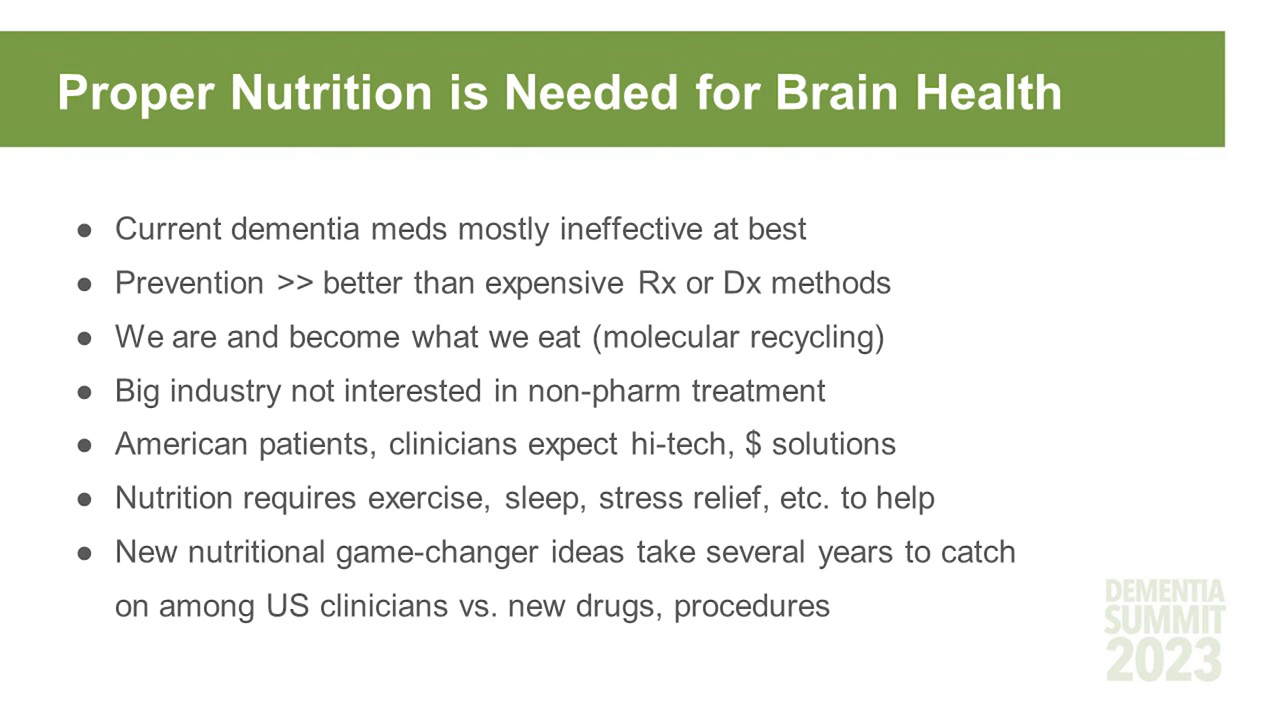 Proper Nutrition is Needed for Brain Health
● Current dementia meds mostly ineffective at best
● Prevention >> better than expensive Rx or Dx methods
● We are and become what we eat (molecular recycling)
● Big industry not interested in non-pharm treatment
● American patients, clinicians expect hi-tech, $ solutions
● Nutrition requires exercise, sleep, stress relief, etc. to help
● New nutritional game-changer ideas take several years to catch
on among US clinicians vs. new drugs, procedures
DEMENTIA
SUMMIT
2023